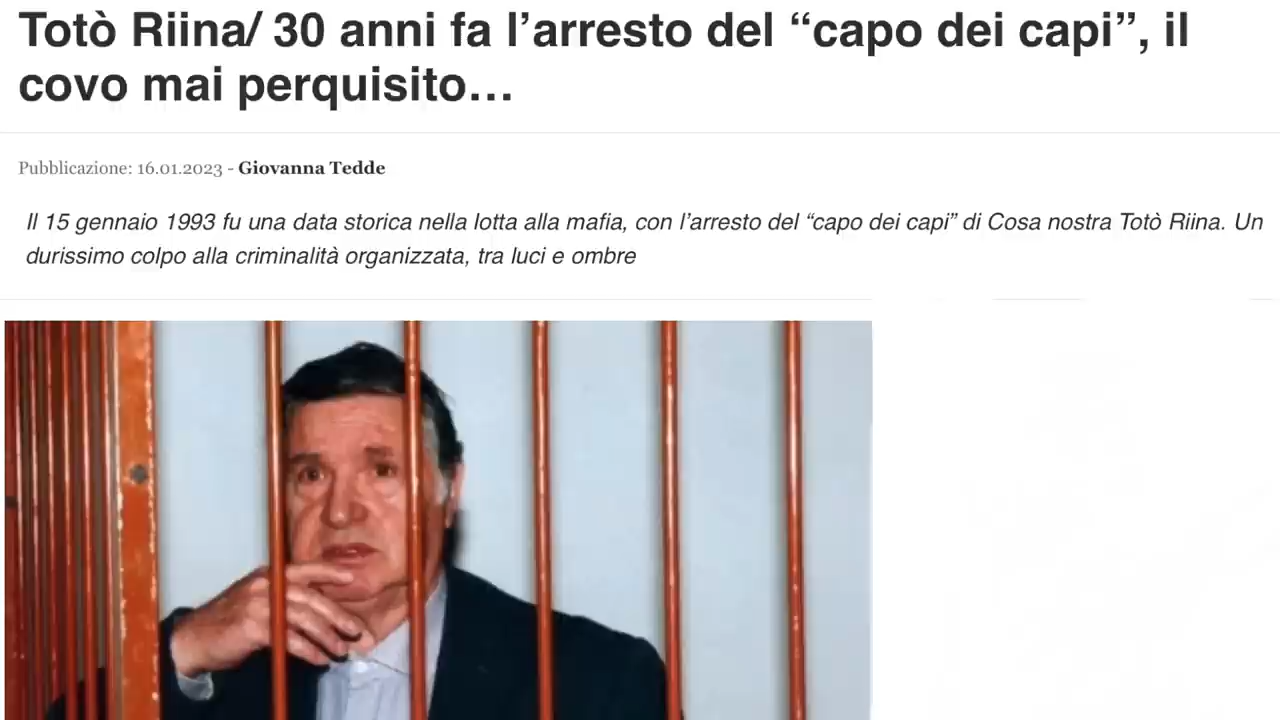 Totò Riina/ 30 anni fa l’arresto del “capo dei capi”, il
covo mai perquisito…
Pubblicazione: 16.01.2023 - Giovanna Tedde
Il 15 gennaio 1993 fu una data storica nella lotta alla mafia, con l’arresto del “capo dei capi” di Cosa nostra Totò Riina. Un
durissimo colpo alla criminalità organizzata, tra luci e ombre